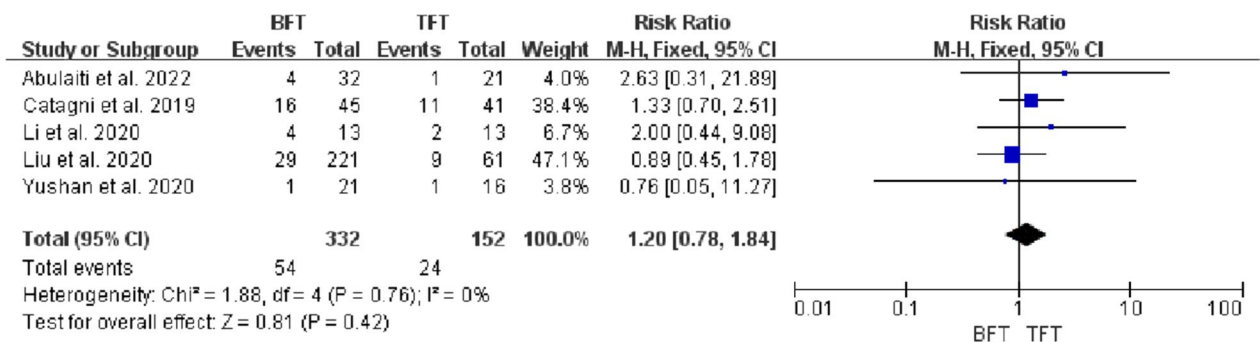 BFT TFT Risk Ratio Risk Ratio
Study or Subgroup Events Total Events Total Weight M-H, Fixed, 95% CI M-H, Fixed, 95% CI
Abulaiti et al. 2022 4 32 1 21 4.0% 2.63 [0.31, 21.89]
Catagni et al. 2019 16 45 11 41 38.4% 1.33 [0.70, 2.51]
Li et al. 2020 4 13 2 13 6.7% 2.00 [0.44, 9.08]
Liu et al. 2020 29 221 9 61 47.1% 0.89 [0.45, 1.78]
Yushan et al. 2020 1 21 1 16 3.8% 0.76 [0.05, 11.27]
Total (95% CI) 332 152 100.0% 1.20 [0.78, 1.84]
Total events 54 24
Heterogeneity: Chi² = 1.88, df = 4 (P = 0.76); I² = 0%
Test for overall effect: Z = 0.81 (P = 0.42)
0.01 0.1 1 10 100
BFT TFT